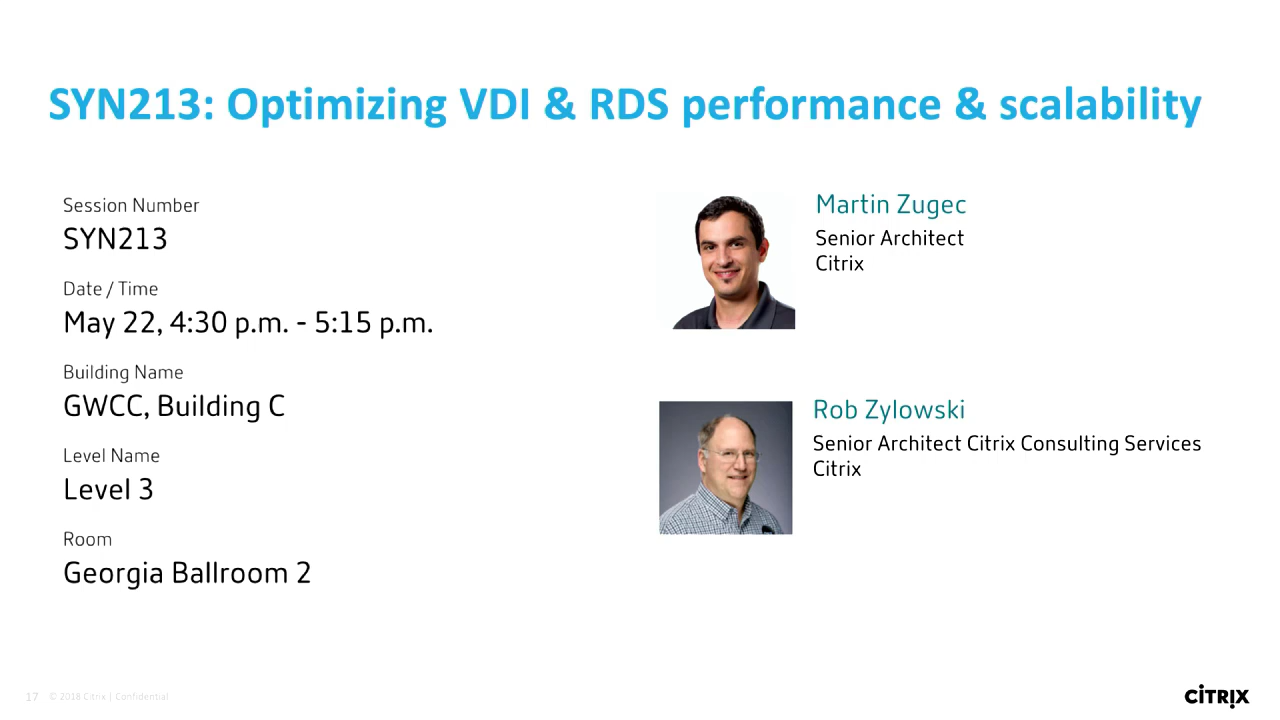 SYN213: Optimizing VDI & RDS performance & scalability
Session Number
SYN213
Date / Time
May 22, 4:30 p.m. - 5:15 p.m.
Building Name
GWCC, Building C
Level Name
Level 3
Room
Georgia Ballroom 2
Martin Zugec
Senior Architect
Citrix
Rob Zylowski
Senior Architect Citrix Consulting Services
Citrix
17 © 2018 Citrix | Confidential
CITRIX